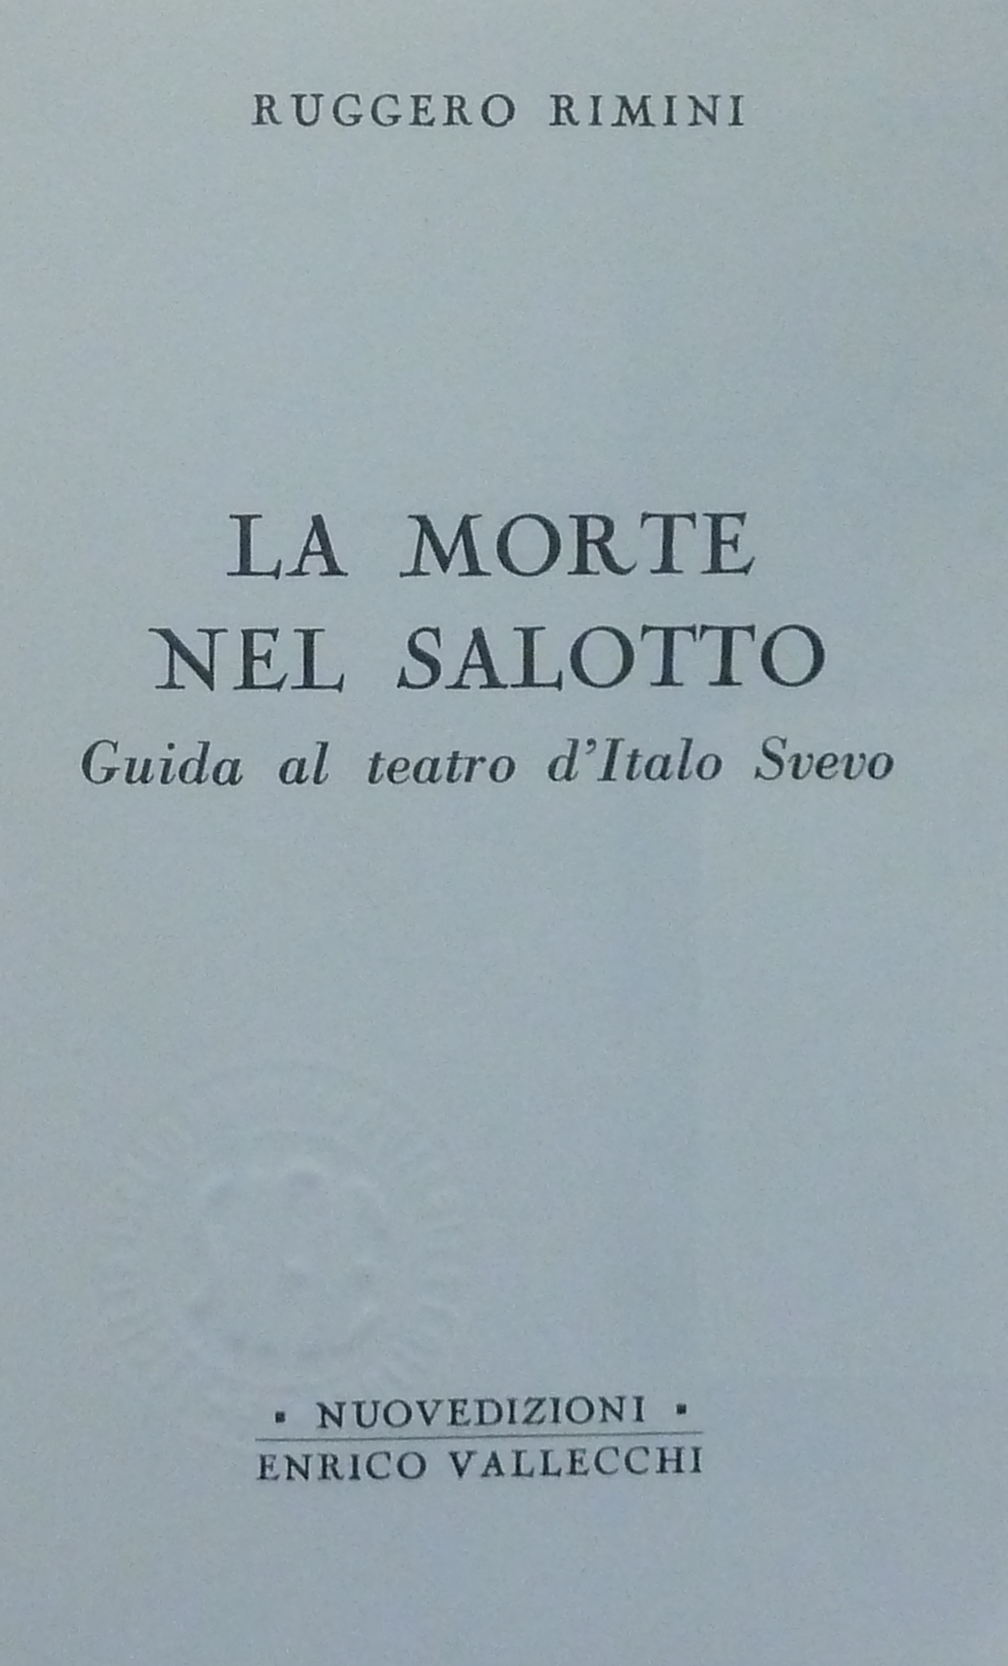 RUGGERO RIMINI
LA MORTE
NEL SALOTTO
Guida al teatro d'Italo Svevo
▪ NUOVEDIZIONI ▪
ENRICO VALLECCHI